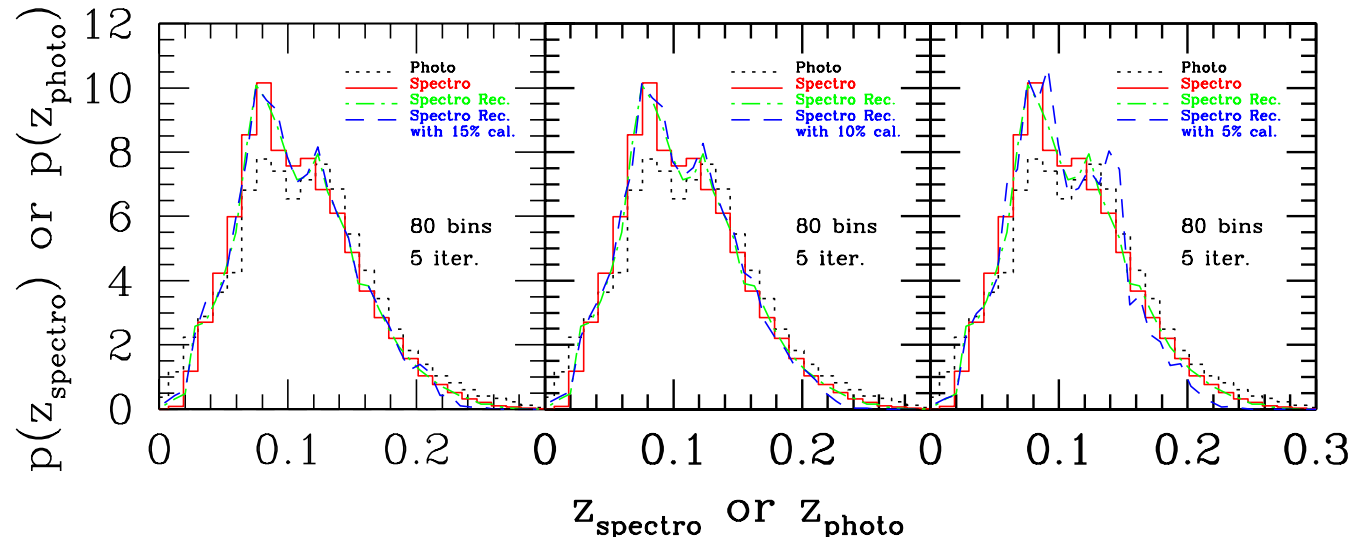 p(z_spectro) or p(z_photo)
12
10
8
6
4
2
0
Photo
Spectro
Spectro Rec.
Spectro Rec.
with 15% cal.
80 bins
5 iter.
0 0.1 0.2
Photo
Spectro
Spectro Rec.
Spectro Rec.
with 10% cal.
80 bins
5 iter.
0 0.1 0.2
Photo
Spectro
Spectro Rec.
Spectro Rec.
with 5% cal.
80 bins
5 iter.
0 0.1 0.2 0.3
z_spectro or z_photo